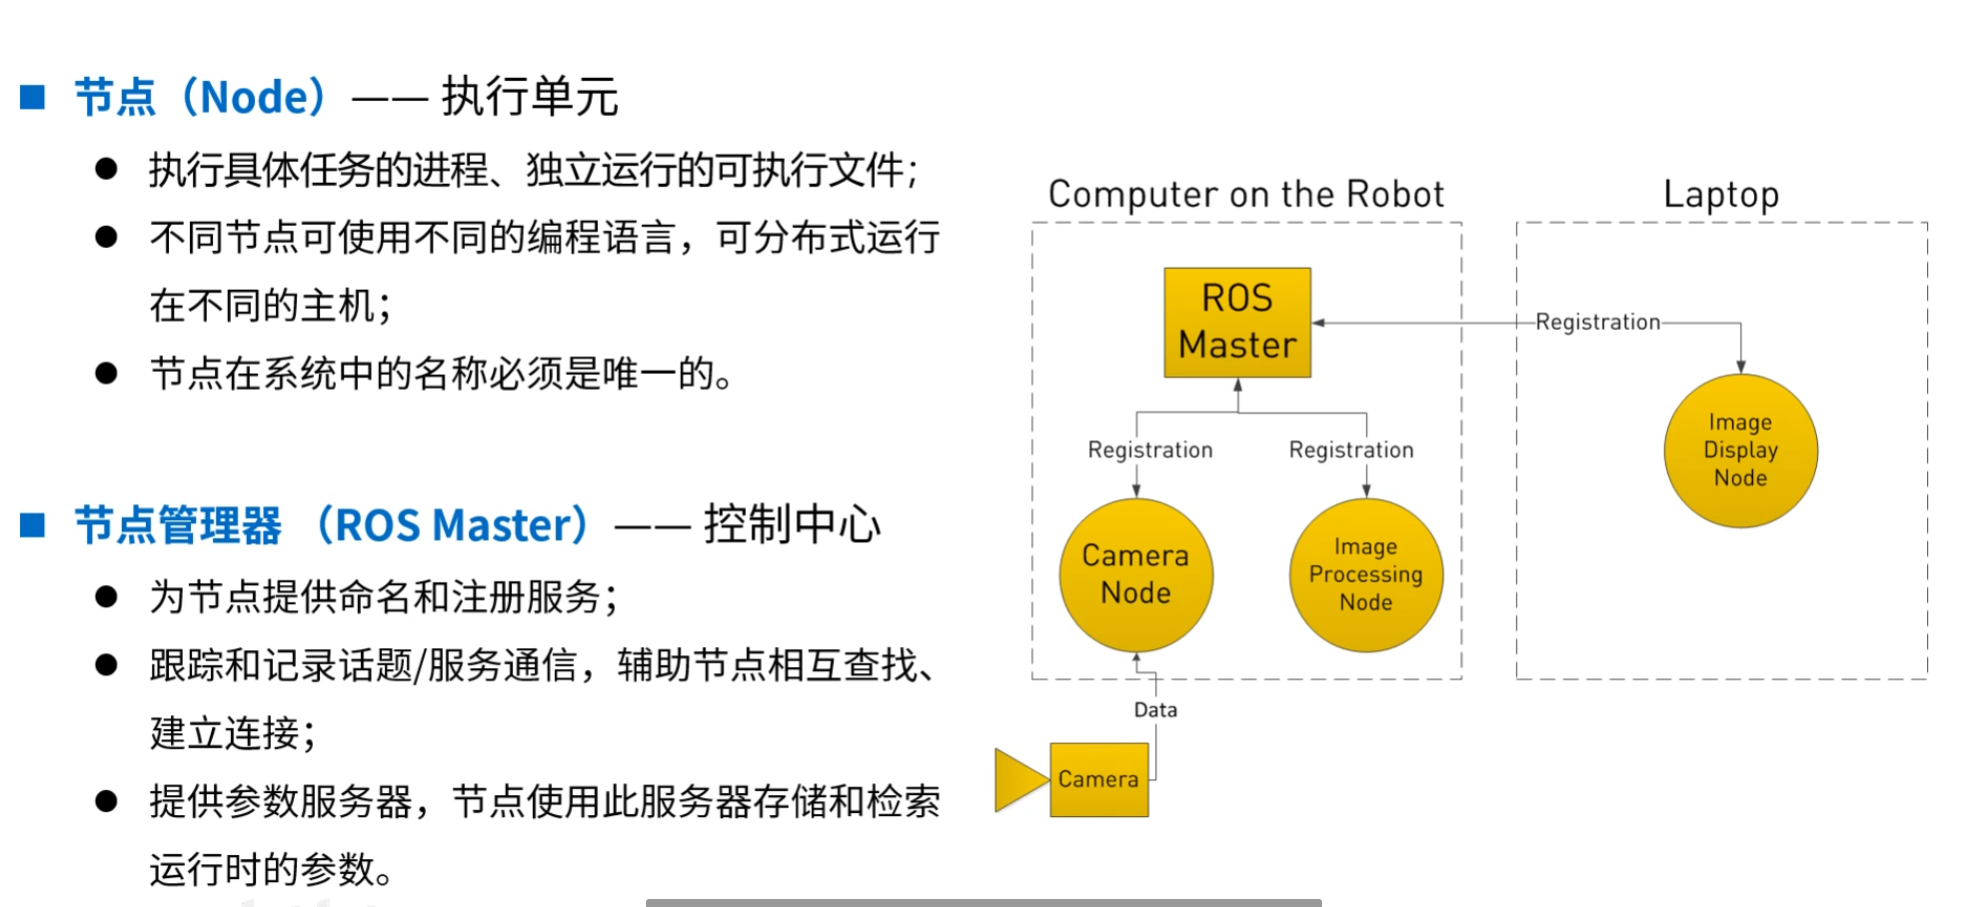 节点（Node）—— 执行单元
执行具体任务的进程、独立运行的可执行文件；
不同节点可使用不同的编程语言，可分布式运行
在不同的主机；
节点在系统中的名称必须是唯一的。
节点管理器 （ROS Master）—— 控制中心
为节点提供命名和注册服务；
跟踪和记录话题/服务通信，辅助节点相互查找、
建立连接；
提供参数服务器，节点使用此服务器存储和检索
运行时的参数。
Computer on the Robot
Laptop
ROS
Master
Registration
Registration
Registration
Image
Display
Node
Camera
Node
Image
Processing
Node
Data
Camera